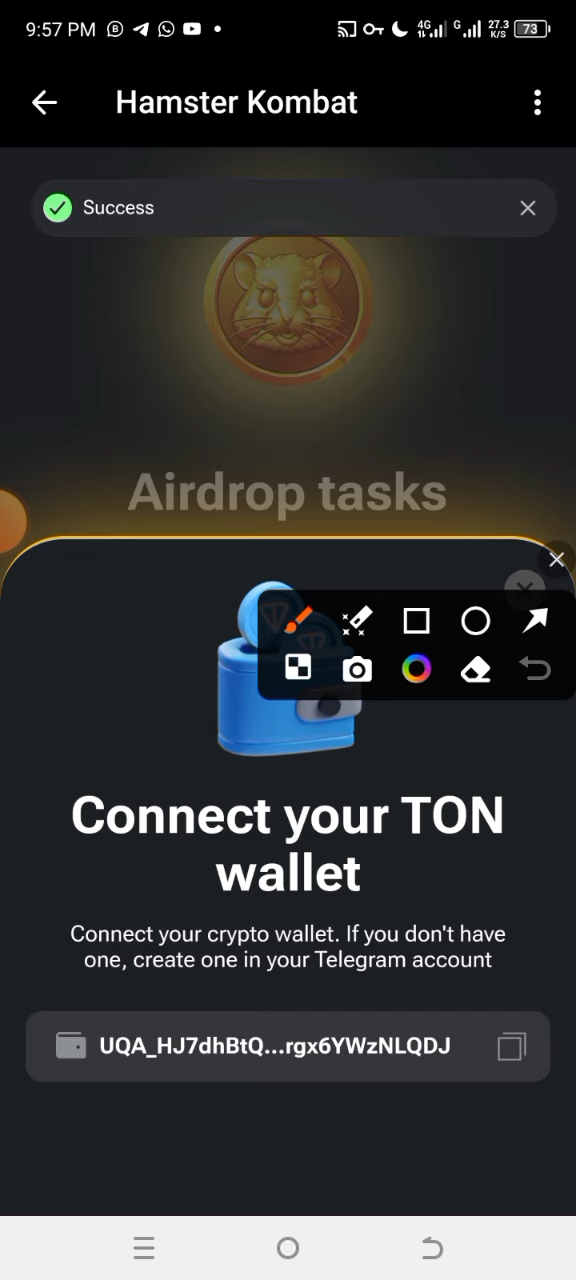 9:57 PM
4G
G
27.3
K/S
73
Hamster Kombat
Success
Airdrop tasks
Connect your TON
wallet
Connect your crypto wallet. If you don't have
one, create one in your Telegram account
UQA_HJ7dhBtQ...rgx6YWzNLQDJ